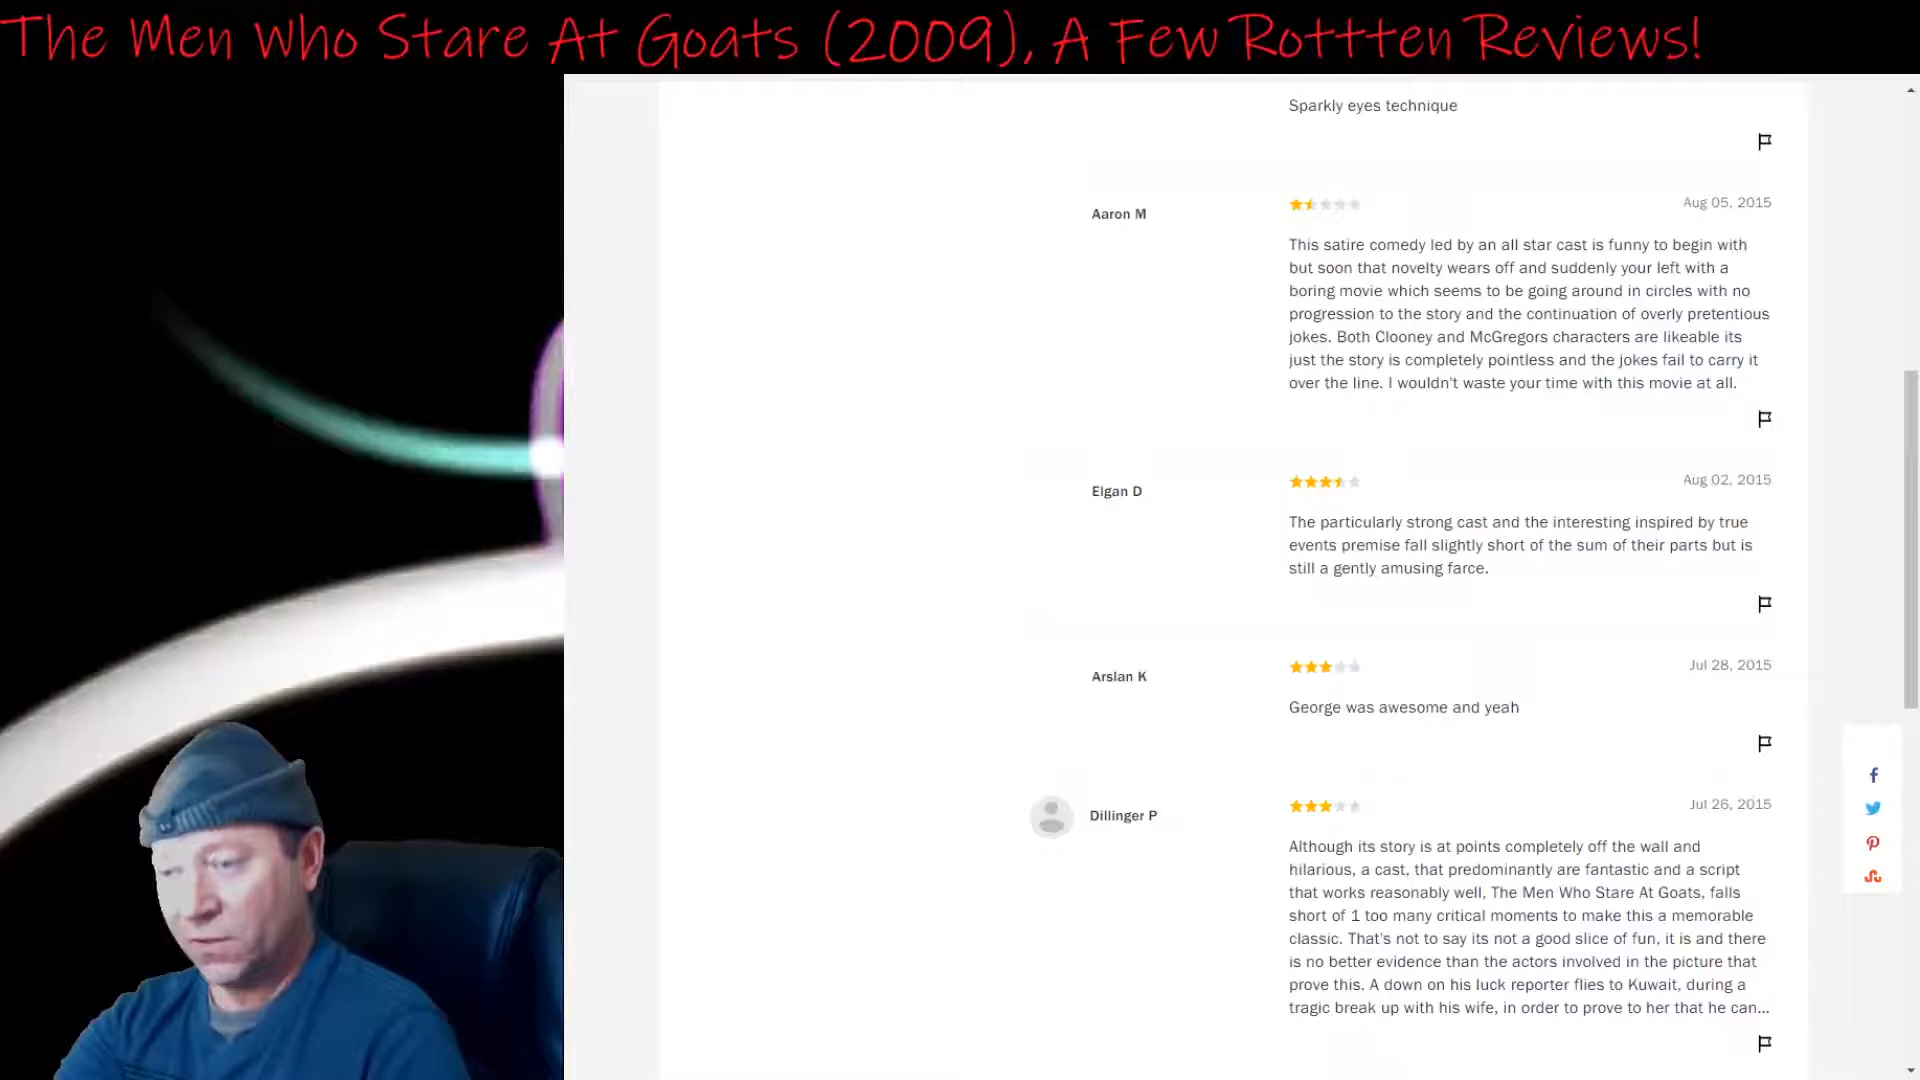 The Men Who Stare At Goats (2009), A Few Rottten Reviews!
Sparkly eyes technique
Aaron M
Aug 05, 2015
This satire comedy led by an all star cast is funny to begin with
but soon that novelty wears off and suddenly your left with a
boring movie which seems to be going around in circles with no
progression to the story and the continuation of overly pretentious
jokes. Both Clooney and McGregors characters are likeable its
just the story is completely pointless and the jokes fail to carry it
over the line. I wouldn't waste your time with this movie at all.
Elgan D
Aug 02, 2015
The particularly strong cast and the interesting inspired by true
events premise fall slightly short of the sum of their parts but is
still a gently amusing farce.
Arslan K
Jul 28, 2015
George was awesome and yeah
Dillinger P
Jul 26, 2015
Although its story is at points completely off the wall and
hilarious, a cast, that predominantly are fantastic and a script
that works reasonably well, The Men Who Stare At Goats, falls
short of 1 too many critical moments to make this a memorable
classic. That's not to say its not a good slice of fun, it is and there
is no better evidence than the actors involved in the picture that
prove this. A down on his luck reporter flies to Kuwait, during a
tragic break up with his wife, in order to prove to her that he can...